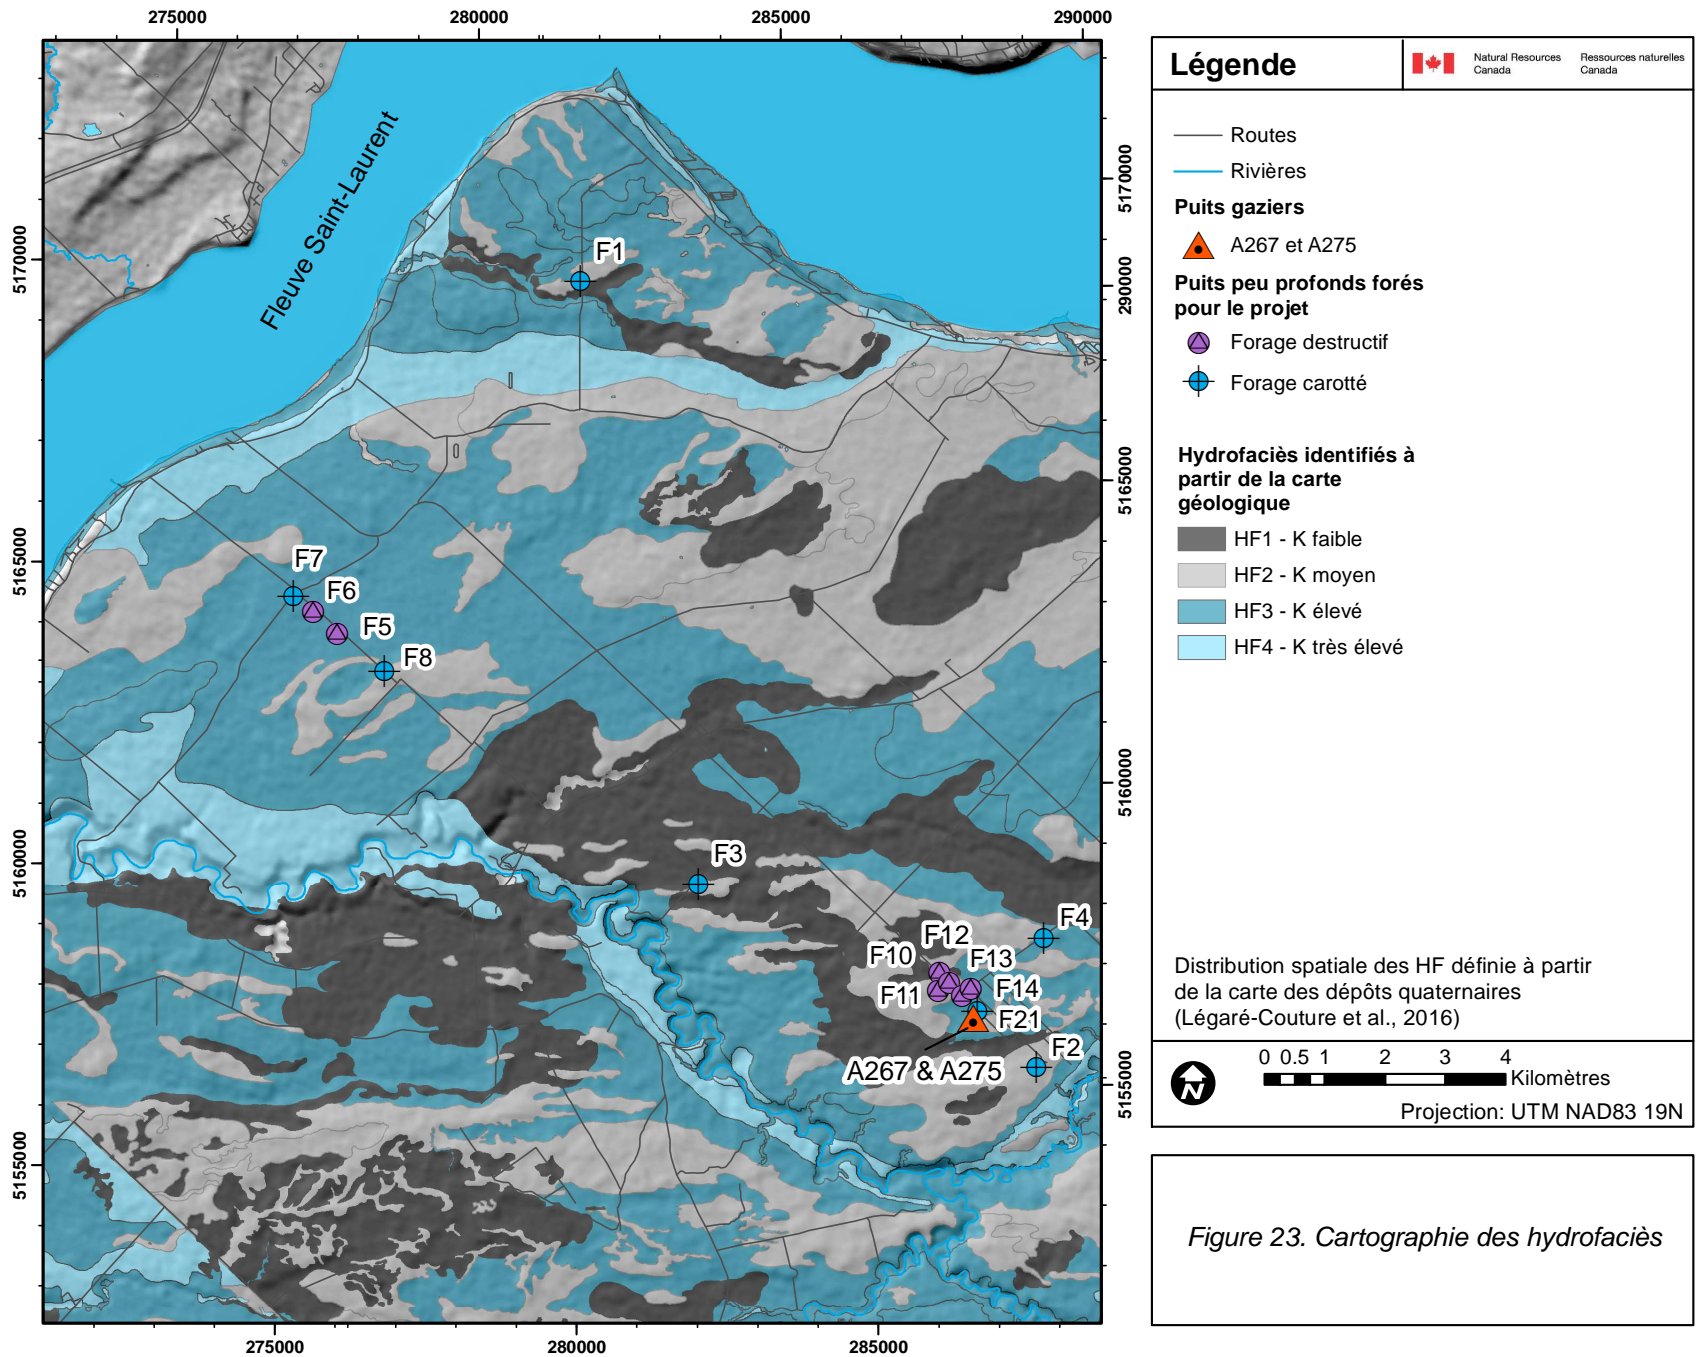 275000
280000
285000
290000
Légende
Natural Resources
Canada
Ressources naturelles
Canada
Routes
Rivières
Puits gaziers
A267 et A275
Puits peu profonds forés
pour le projet
Forage destructif
Forage carotté
Hydrofaciès identifiés à
partir de la carte
géologique
HF1 - K faible
HF2 - K moyen
HF3 - K élevé
HF4 - K très élevé
Distribution spatiale des HF définie à partir
de la carte des dépôts quaternaires
(Légaré-Couture et al., 2016)
N
0 0.5 1 2 3 4
Kilomètres
Projection: UTM NAD83 19N
Figure 23. Cartographie des hydrofaciès
Fleuve Saint-Laurent
F1
F7
F6
F5
F8
F3
F4
F12
F10
F13
F11
F14
F21
F2
A267 & A275
5170000
5165000
5160000
5155000
5170000
290000
5165000
5160000
5155000
275000
280000
285000